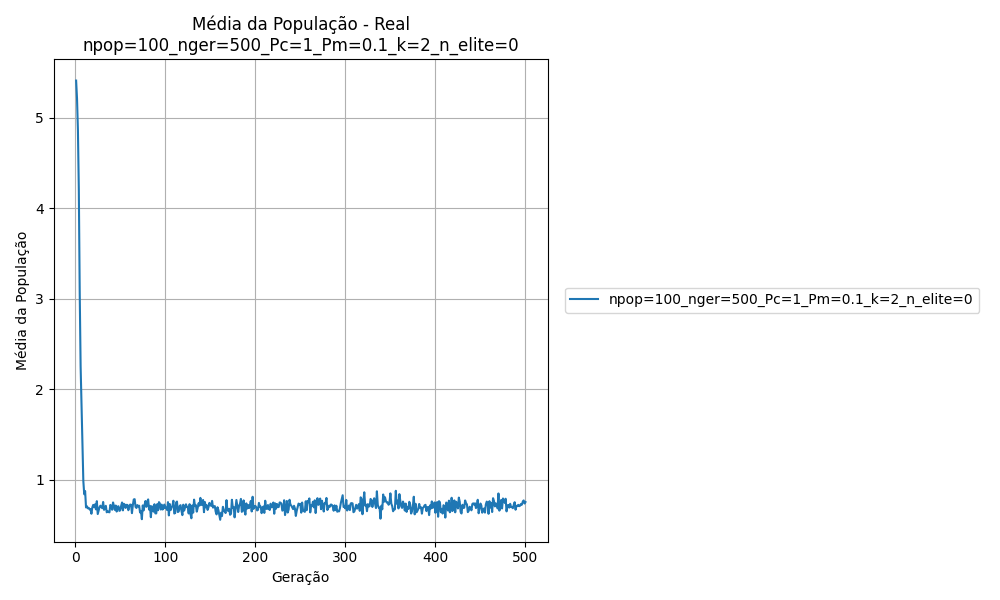 Média da População - Real
npop=100_nger=500_Pc=1_Pm=0.1_k=2_n_elite=0
Média da População
5
4
3
2
1
0
100
200
300
400
500
Geração
npop=100_nger=500_Pc=1_Pm=0.1_k=2_n_elite=0